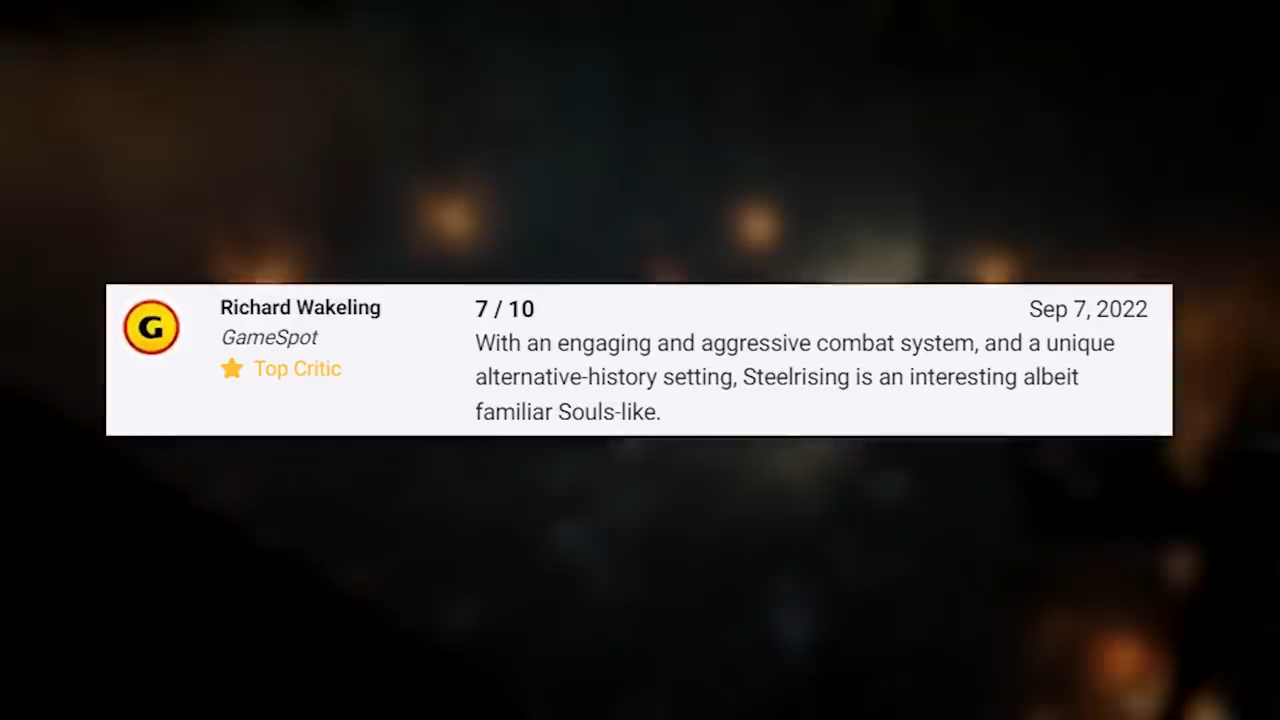 G
Richard Wakeling
GameSpot
Top Critic
7 / 10
Sep 7, 2022
With an engaging and aggressive combat system, and a unique
alternative-history setting, Steelrising is an interesting albeit
familiar Souls-like.